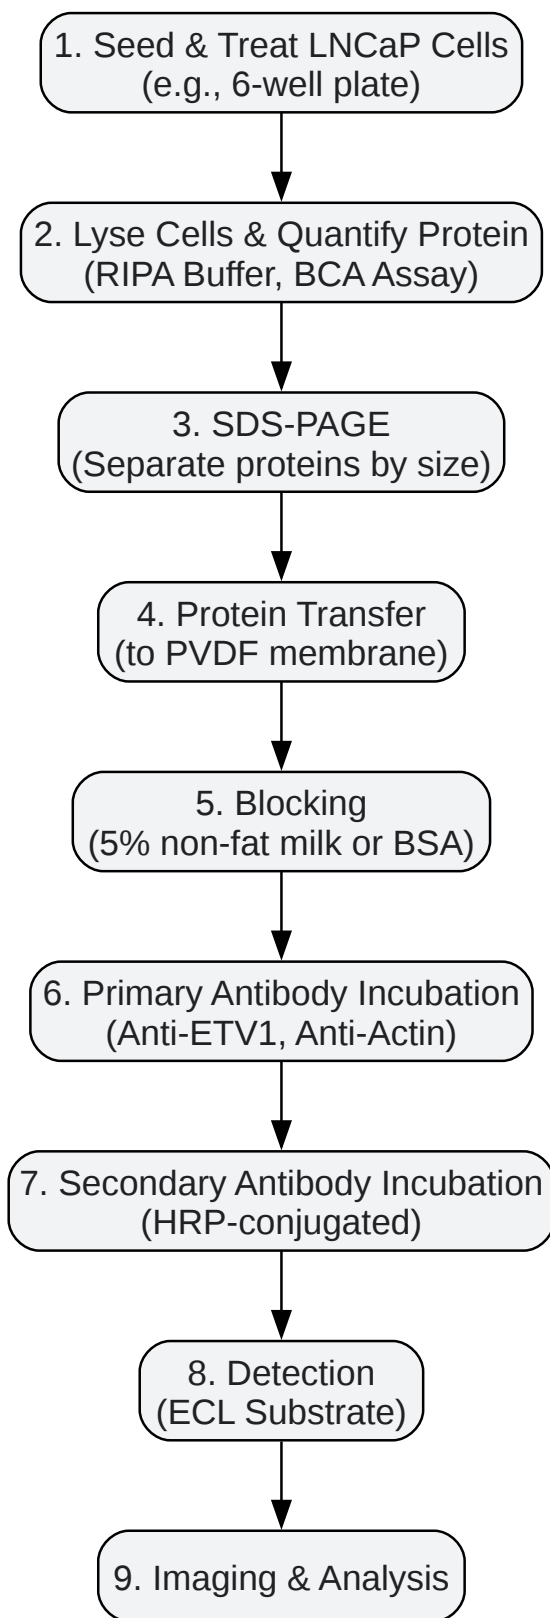 1. Seed & Treat LNCaP Cells
(e.g., 6-well plate)
2. Lyse Cells & Quantify Protein
(RIPA Buffer, BCA Assay)
3. SDS-PAGE
(Separate proteins by size)
4. Protein Transfer
(to PVDF membrane)
5. Blocking
(5% non-fat milk or BSA)
6. Primary Antibody Incubation
(Anti-ETV1, Anti-Actin)
7. Secondary Antibody Incubation
(HRP-conjugated)
8. Detection
(ECL Substrate)
9. Imaging & Analysis